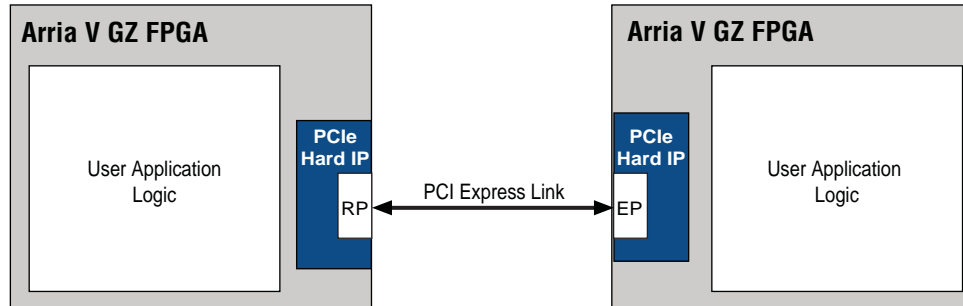 Arria V GZ FPGA
User Application
Logic
PCIe
Hard IP
RP
PCI Express Link
Arria V GZ FPGA
PCIe
Hard IP
EP
User Application
Logic